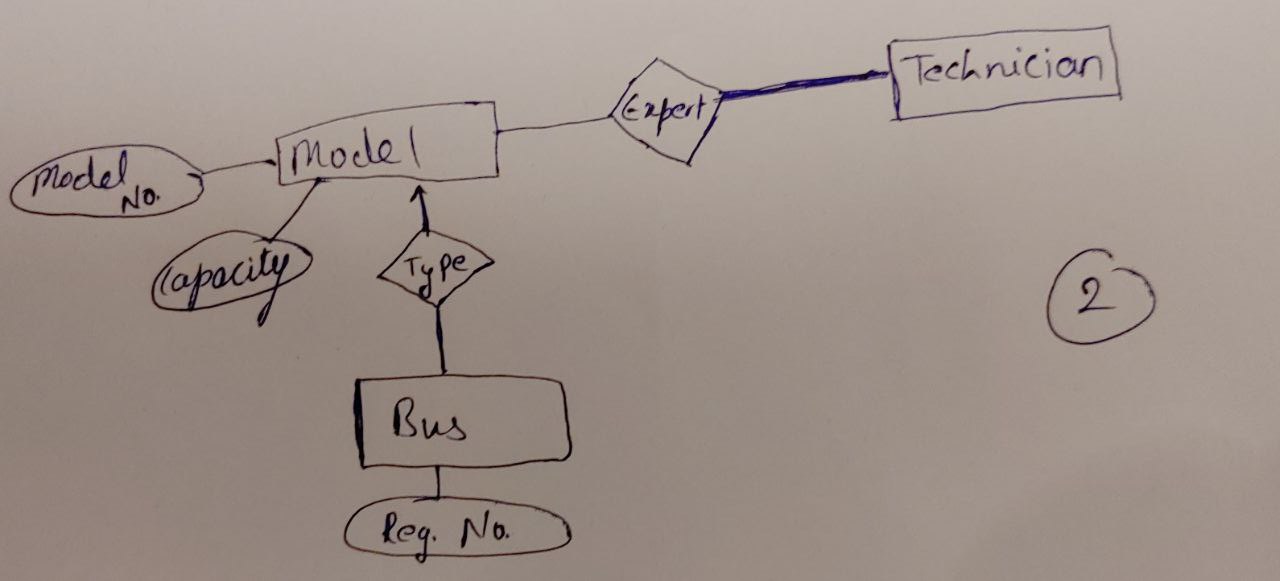 Technician
Expert
Model
Model
No.
Capacity
Type
2
Bus
Reg. No.